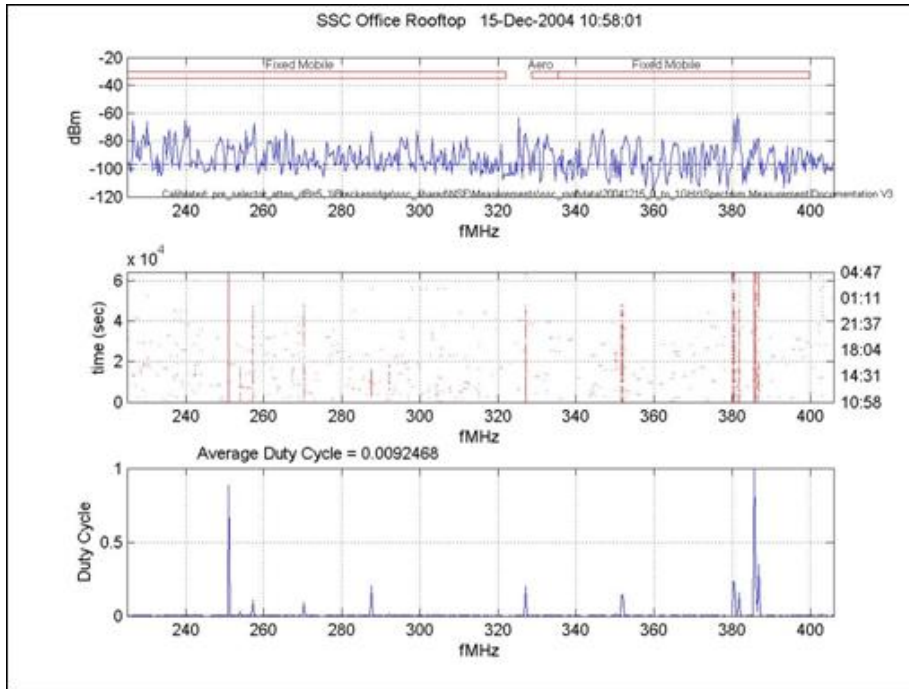 SSC Office Rooftop 15-Dec-2004 10:58:01
-20
-40
-60
-80
-100
-120
dBm
Fixed Mobile
Aero
Fixed Mobile
240 260 280 300 320 340 360 380 400
fMHz
x 10^4
6
4
2
0
time (sec)
04:47
01:11
21:37
18:04
14:31
10:58
240 260 280 300 320 340 360 380 400
fMHz
Average Duty Cycle = 0.0092468
1
0.5
0
Duty Cycle
240 260 280 300 320 340 360 380 400
fMHz